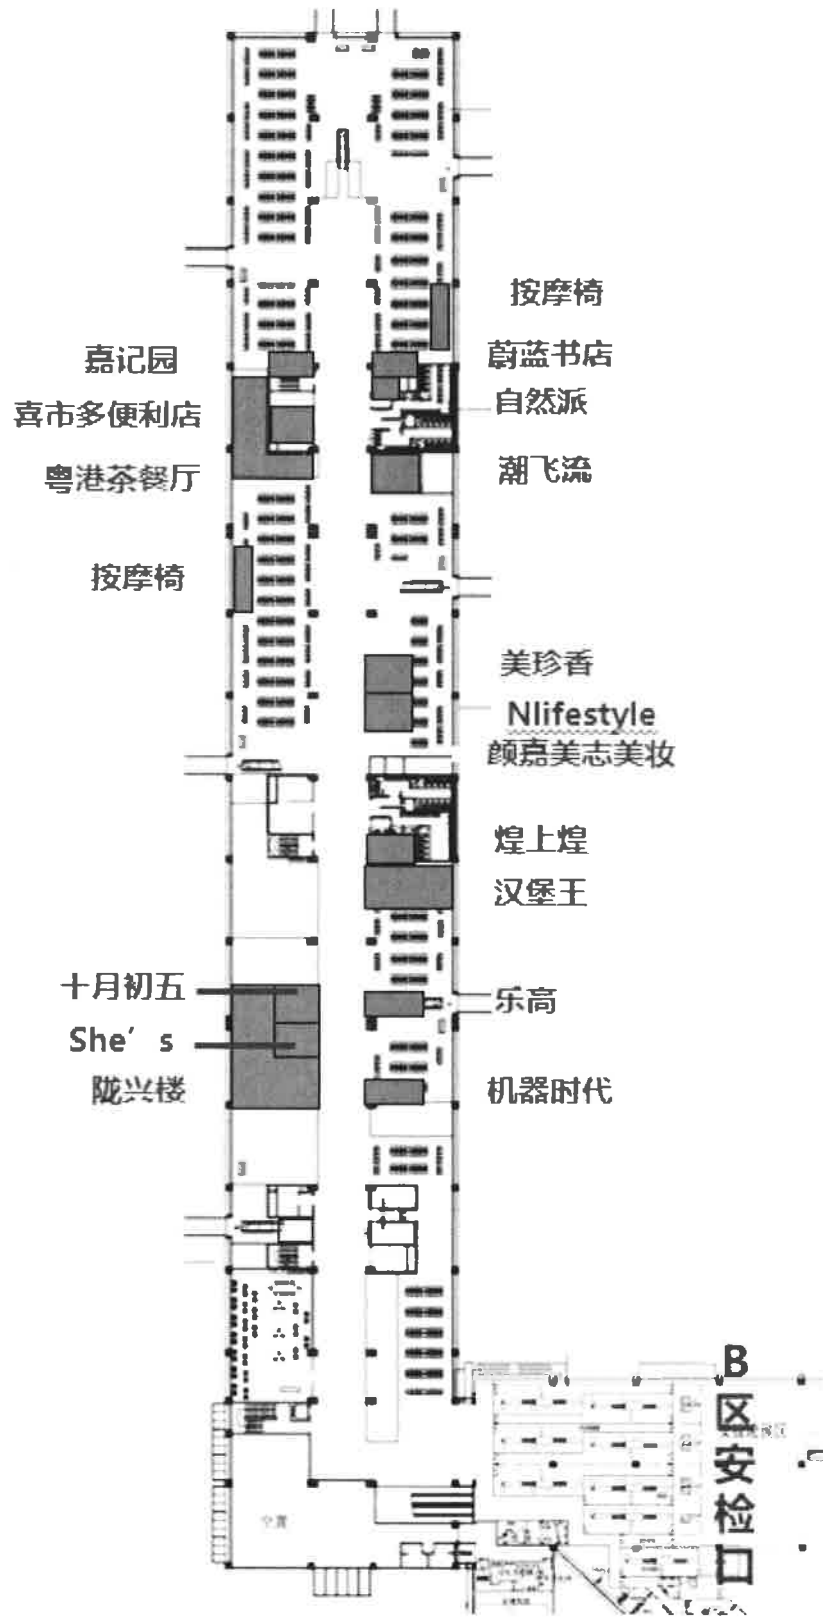 按摩椅
嘉记园
蔚蓝书店
喜市多便利店
自然派
粤港茶餐厅
潮飞流
按摩椅
美珍香
Nlifestyle
颜嘉美志美妆
煌上煌
汉堡王
十月初五
乐高
She's
陇兴楼
机器时代
B
区
安
检
口